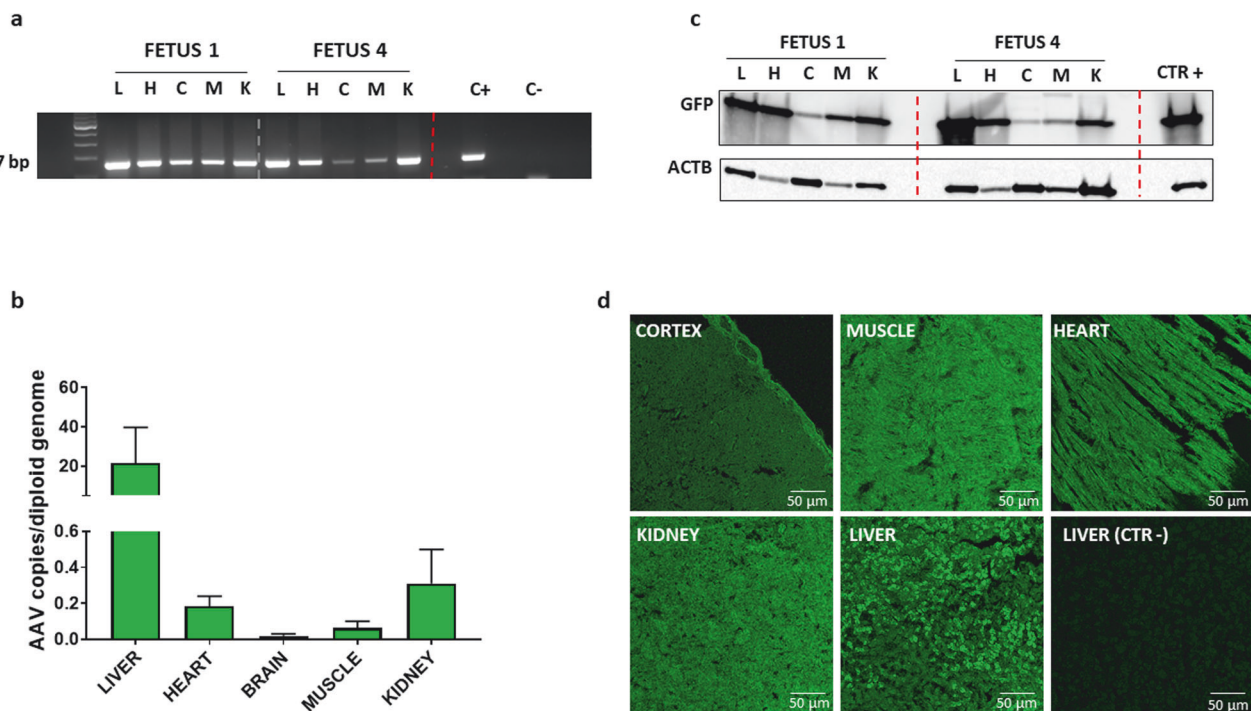 a
FETUS 1 FETUS 4
L H C M K L H C M K C+ C-
7 bp
c
FETUS 1 FETUS 4
L H C M K L H C M K CTR +
GFP
ACTB
b
AAV copies/diploid genome
60
40
20
0.6
0.4
0.2
0.0
LIVER HEART BRAIN MUSCLE KIDNEY
d
CORTEX MUSCLE HEART
50 µm 50 µm 50 µm
KIDNEY LIVER LIVER (CTR -)
50 µm 50 µm 50 µm